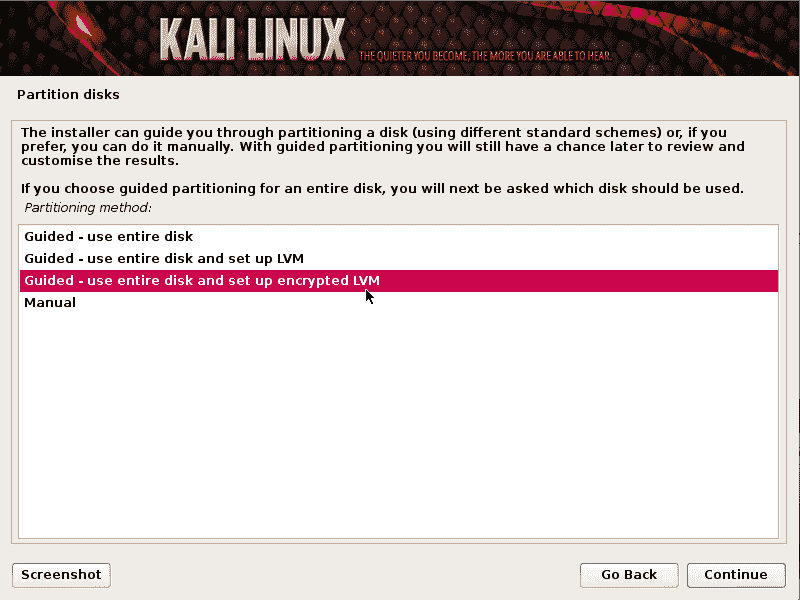 KALI LINUX
THE QUIETER YOU BECOME, THE MORE YOU ARE ABLE TO HEAR.
Partition disks
The installer can guide you through partitioning a disk (using different standard schemes) or, if you
prefer, you can do it manually. With guided partitioning you will still have a chance later to review and
customise the results.
If you choose guided partitioning for an entire disk, you will next be asked which disk should be used.
Partitioning method:
Guided - use entire disk
Guided - use entire disk and set up LVM
Guided - use entire disk and set up encrypted LVM
Manual
Screenshot
Go Back
Continue